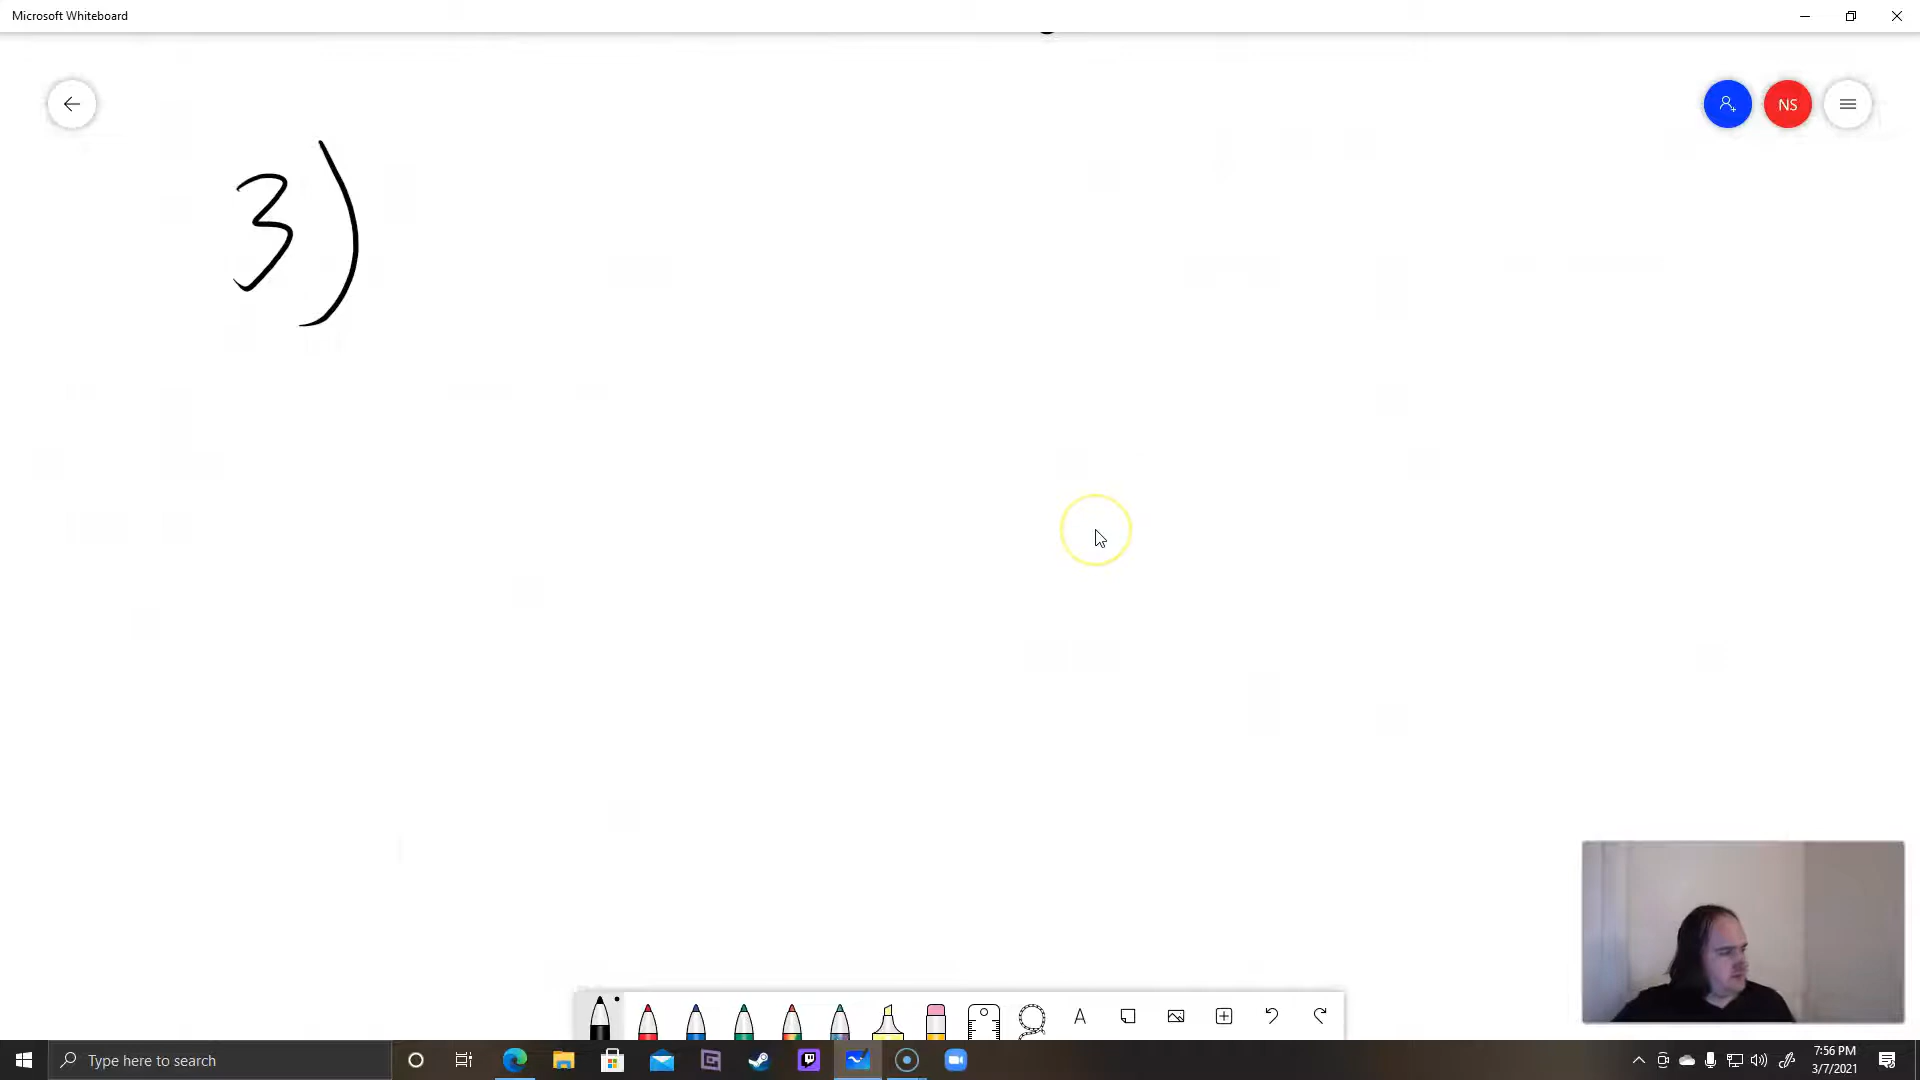 Microsoft Whiteboard
NS
3)
A
Type here to search
7:56 PM
3/7/2021